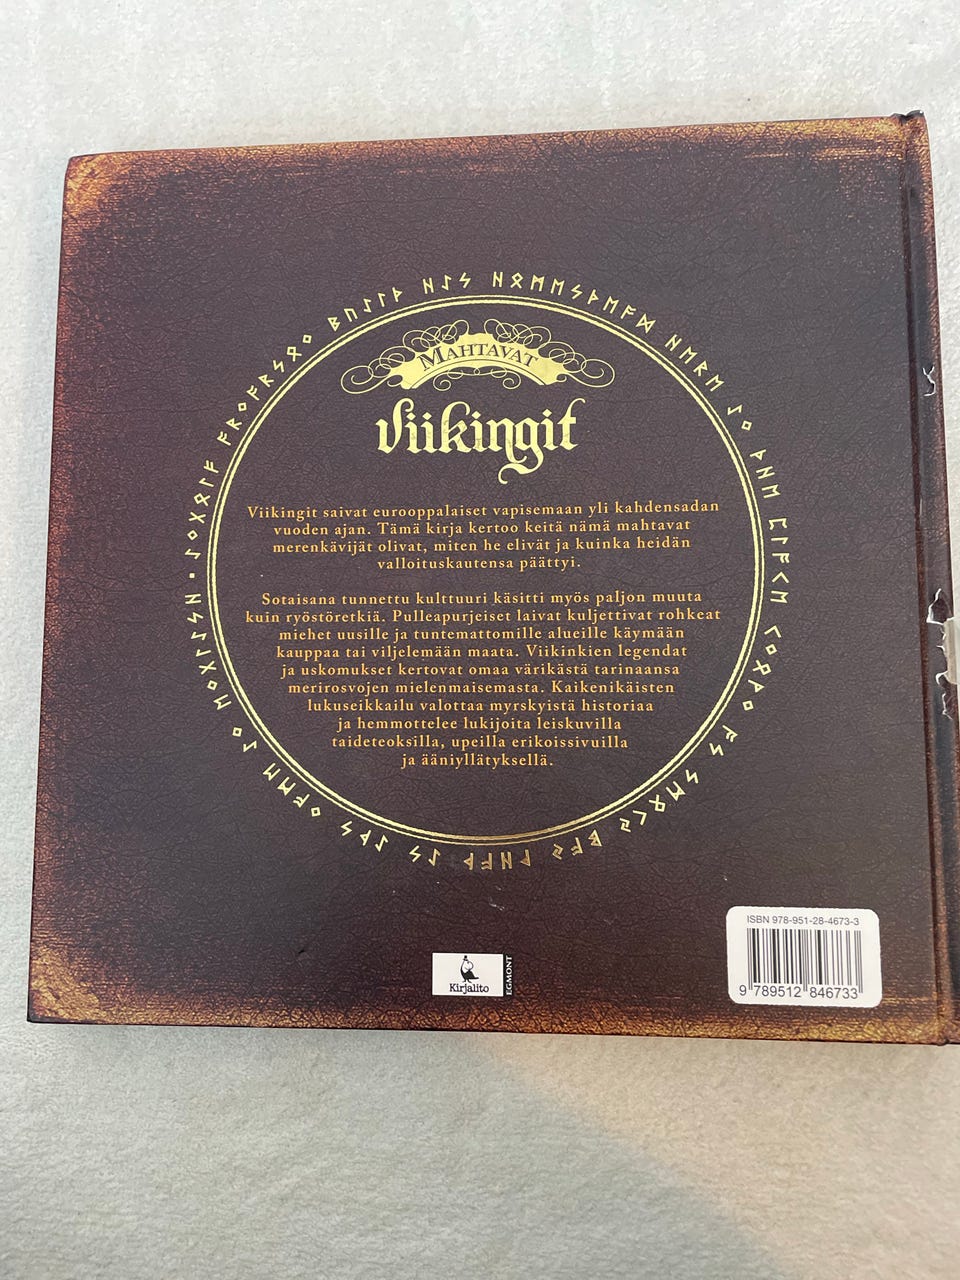 MAHTAVAT
Viikingit
Viikingit saivat eurooppalaiset vapisemaan yli kahdensadan
vuoden ajan. Tämä kirja kertoo keitä nämä mahtavat
merenkävijät olivat, miten he elivät ja kuinka heidän
valloituskautensa päättyi.
Sotaisana tunnettu kulttuuri käsitti myös paljon muuta
kuin ryöstöretkiä. Pulleapurjeiset laivat kuljettivat rohkeat
miehet uusille ja tuntemattomille alueille käymään
kauppaa tai viljelemään maata. Viikinkien legendat
ja uskomukset kertovat omaa värikästä tarinaansa
merirosvojen mielenmaisemasta. Kaikenikäisten
lukuseikkailu valottaa myrskyistä historiaa
ja hemmottelee lukijoita leiskuvilla
taideteoksilla, upeilla erikoissivuilla
ja ääniyllätyksellä.
Kirjalito
EGMONT
ISBN 978-951-28-4673-3
9 789512 846733